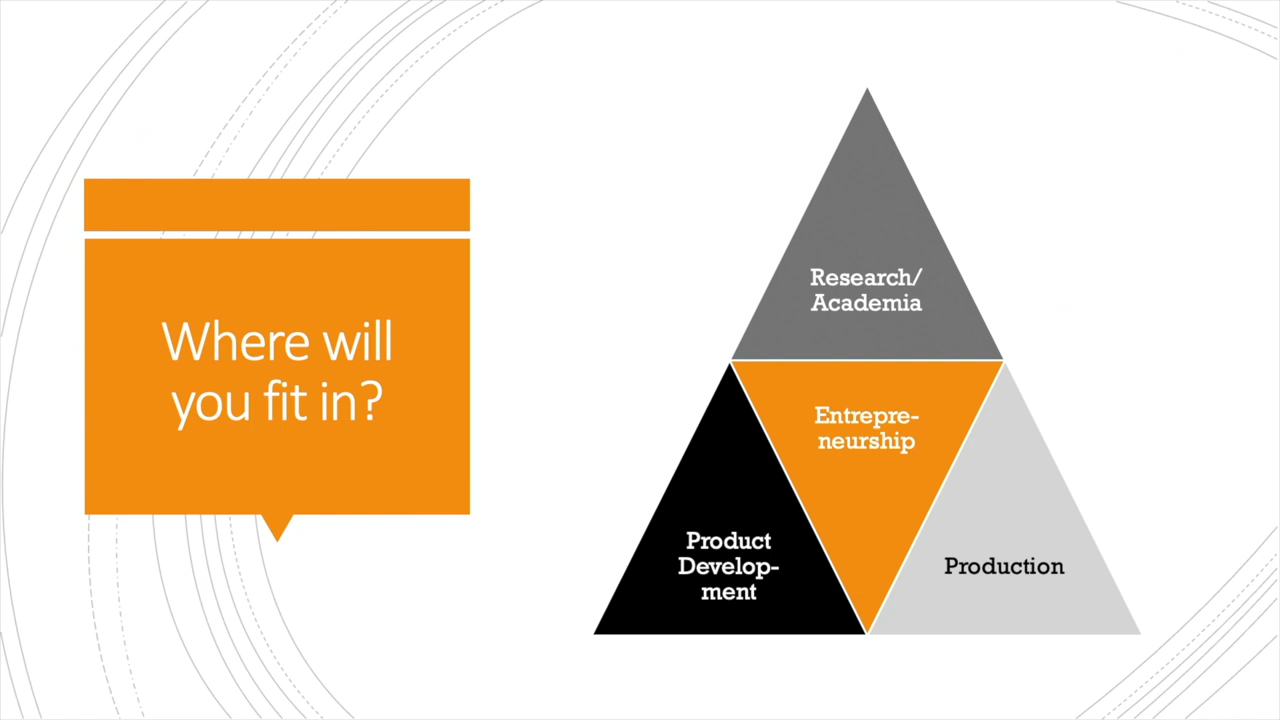 Where will
you fit in?
Research/
Academia
Entrepre-
neurship
Product
Develop-
ment
Production